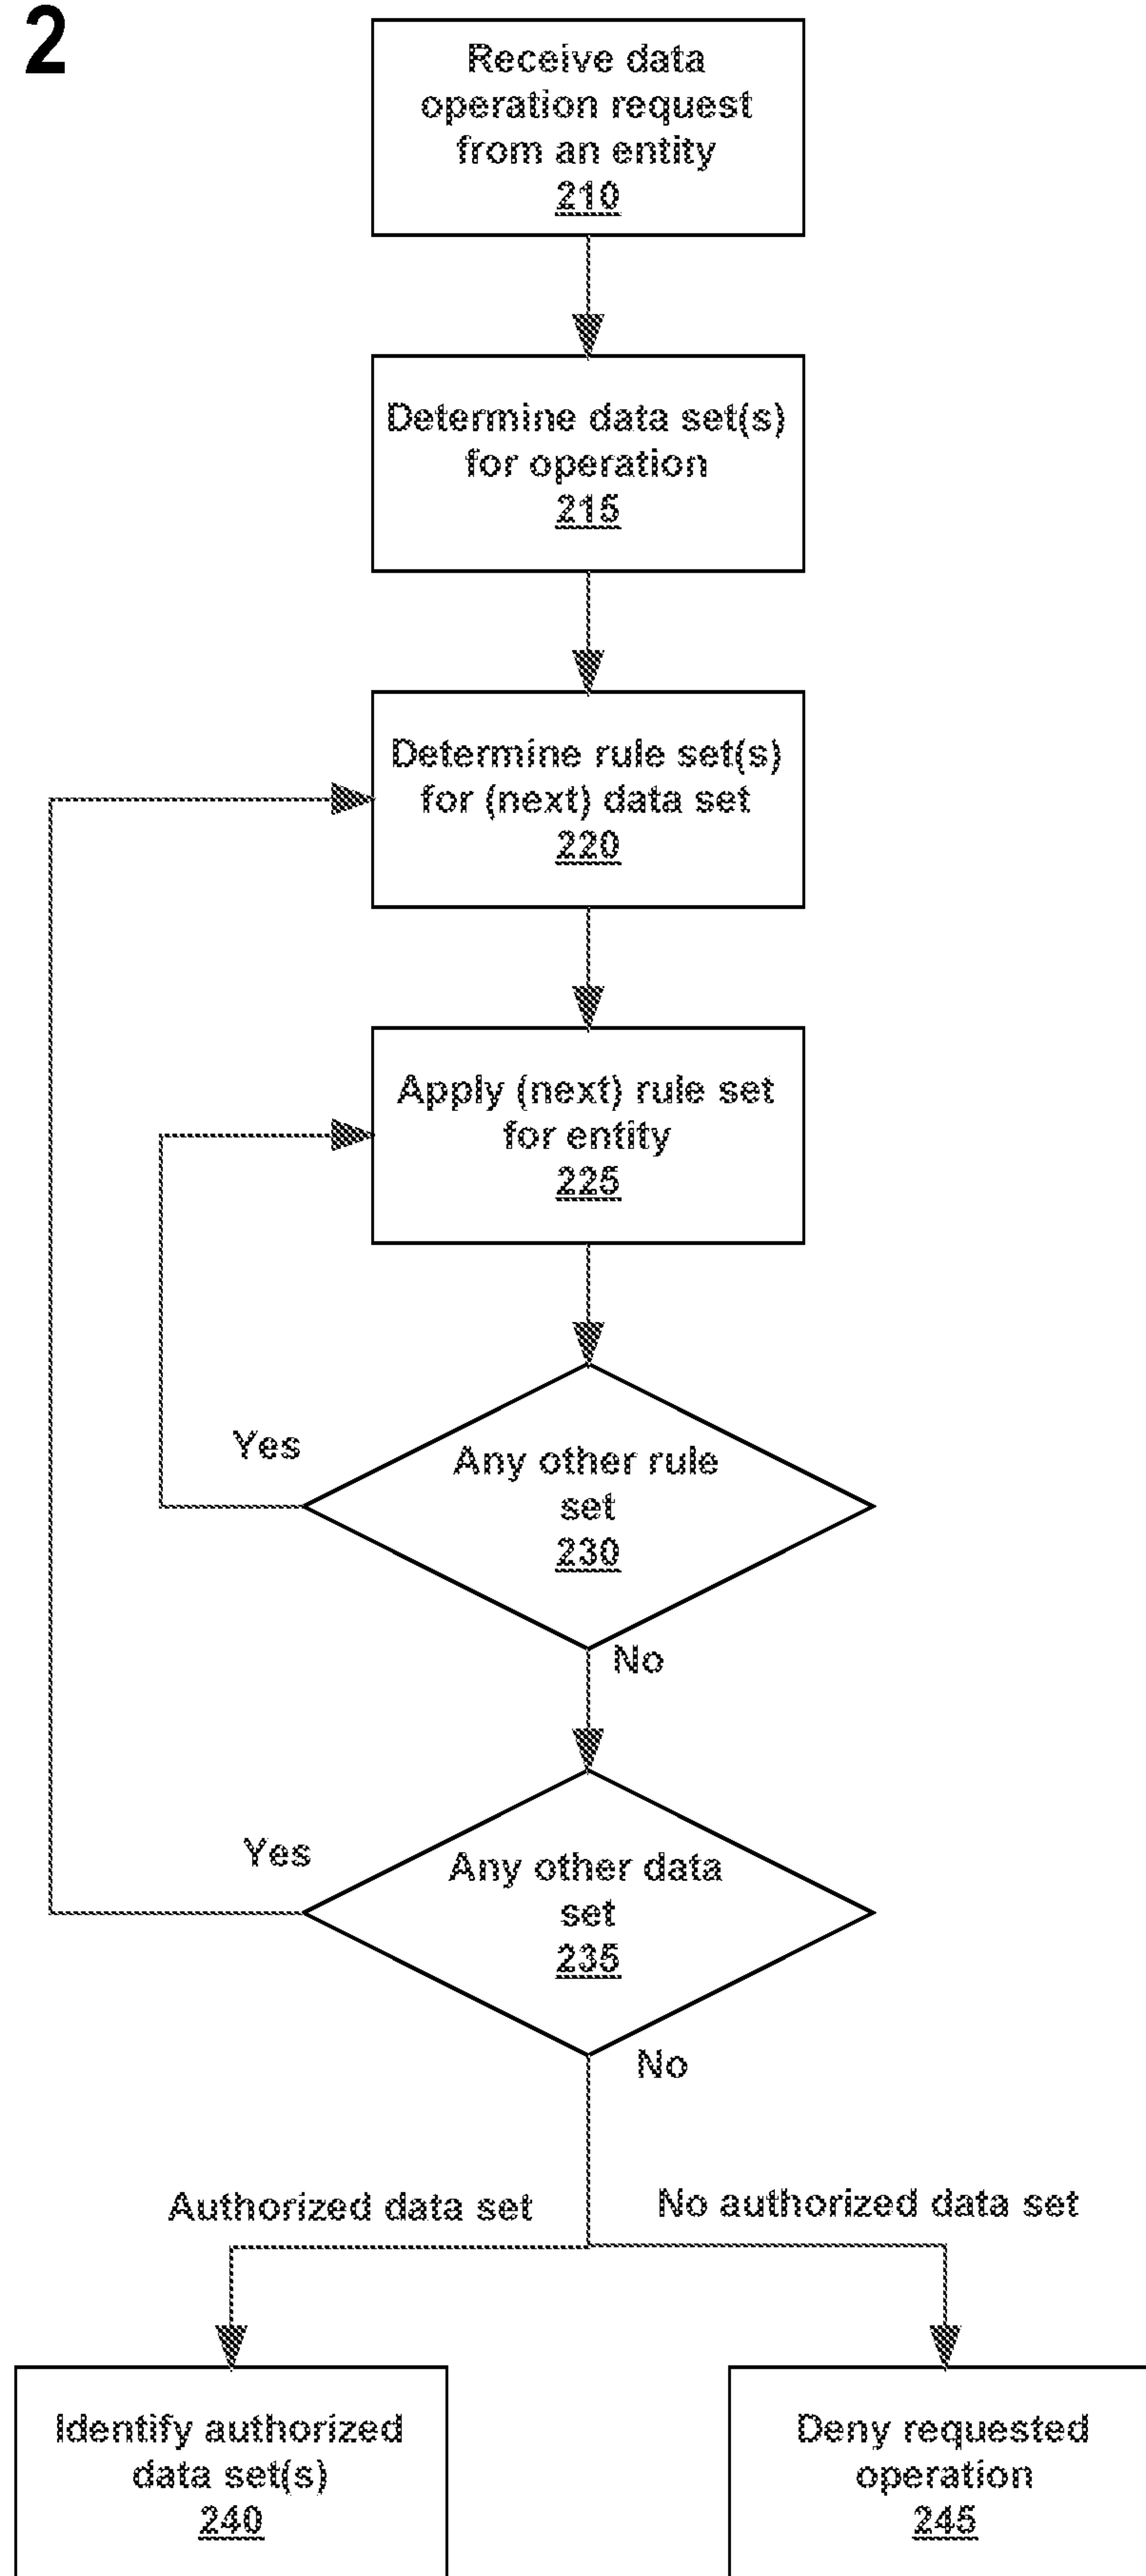 2
Receive data
operation request
from an entity
210
Determine data set(s)
for operation
215
Determine rule set(s)
for (next) data set
220
Apply (next) rule set
for entity
225
Yes
Any other rule
set
230
No
Yes
Any other data
set
235
No
Authorized data set
No authorized data set
Identify authorized
data set(s)
240
Deny requested
operation
245